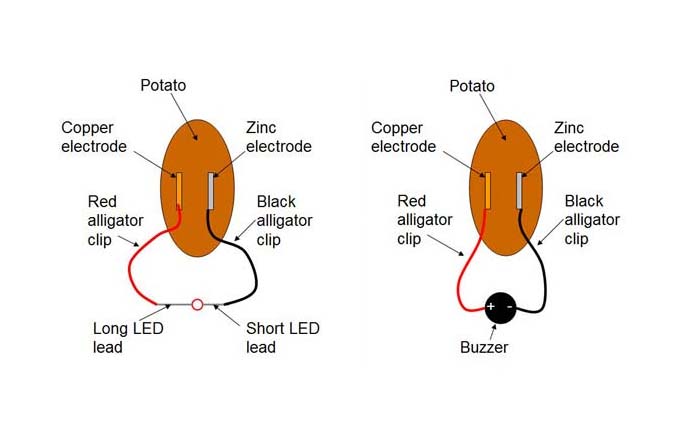 Potato
Copper
electrode
Zinc
electrode
Red
alligator
clip
Black
alligator
clip
Long LED
lead
Short LED
lead
Potato
Copper
electrode
Zinc
electrode
Red
alligator
clip
Black
alligator
clip
+ -
Buzzer